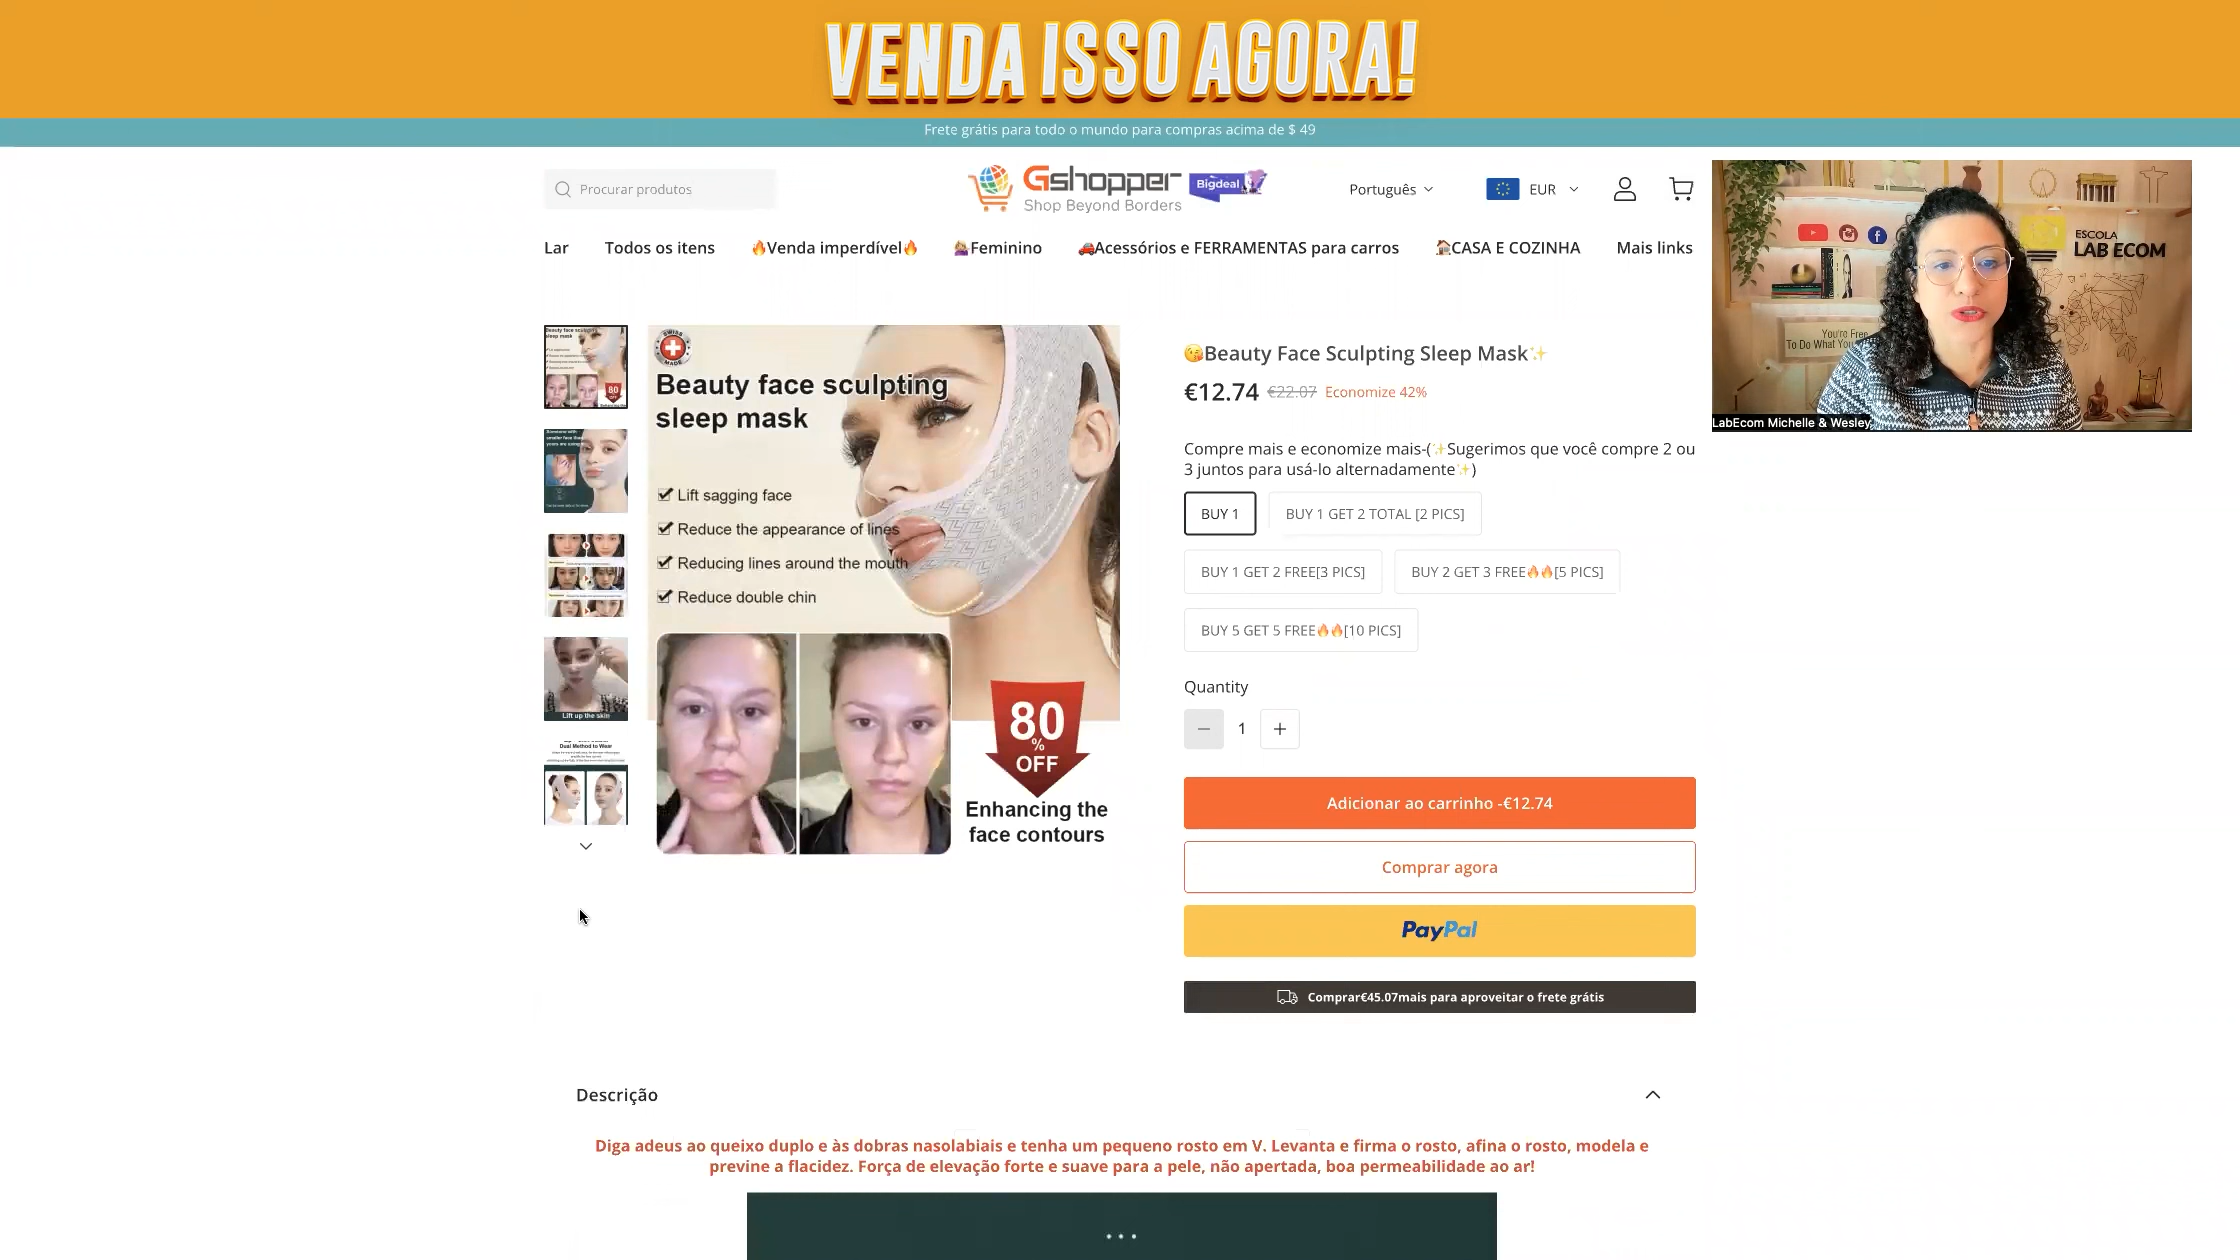 VENDA ISSO AGORA!
Frete grátis para todo o mundo para compras acima de $ 49
Procurar produtos
Gshopper
Shop Beyond Borders
Bigdeal
Português
EUR
Lar
Todos os itens
🔥Venda imperdível🔥
💁🏼‍♀️Feminino
🚗Acessórios e FERRAMENTAS para carros
🏠CASA E COZINHA
Mais links
ESCOLA
LAB ECOM
You're Free
To Do What You
LabEcom Michelle & Wesley
SWISS
MADE
Beauty face sculpting
sleep mask
Lift sagging face
Reduce the appearance of lines
Reducing lines around the mouth
Reduce double chin
80
%
OFF
Enhancing the
face contours
Lift up the skin
Dual Method to Wear
😘Beauty Face Sculpting Sleep Mask✨
€12.74 €22.07 Economize 42%
Compre mais e economize mais-(✨Sugerimos que você compre 2 ou
3 juntos para usá-lo alternadamente✨)
BUY 1
BUY 1 GET 2 TOTAL [2 PICS]
BUY 1 GET 2 FREE[3 PICS]
BUY 2 GET 3 FREE🔥🔥[5 PICS]
BUY 5 GET 5 FREE🔥🔥[10 PICS]
Quantity
1
Adicionar ao carrinho -€12.74
Comprar agora
PayPal
Comprar€45.07mais para aproveitar o frete grátis
Descrição
Diga adeus ao queixo duplo e às dobras nasolabiais e tenha um pequeno rosto em V. Levanta e firma o rosto, afina o rosto, modela e
previne a flacidez. Força de elevação forte e suave para a pele, não apertada, boa permeabilidade ao ar!